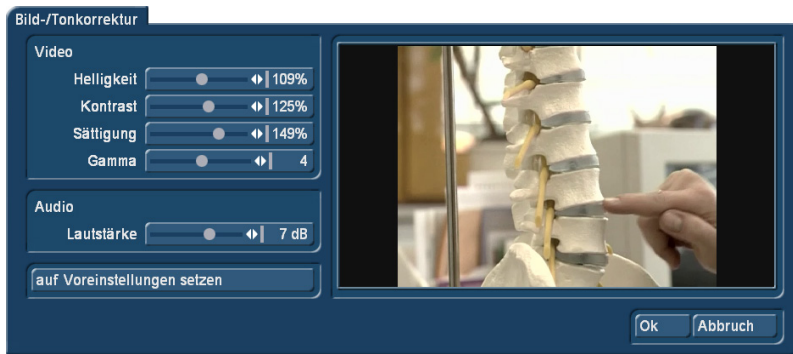 Bild-/Tonkorrektur
Video
Helligkeit 109%
Kontrast 125%
Sättigung 149%
Gamma 4
Audio
Lautstärke 7 dB
auf Voreinstellungen setzen
Ok Abbruch